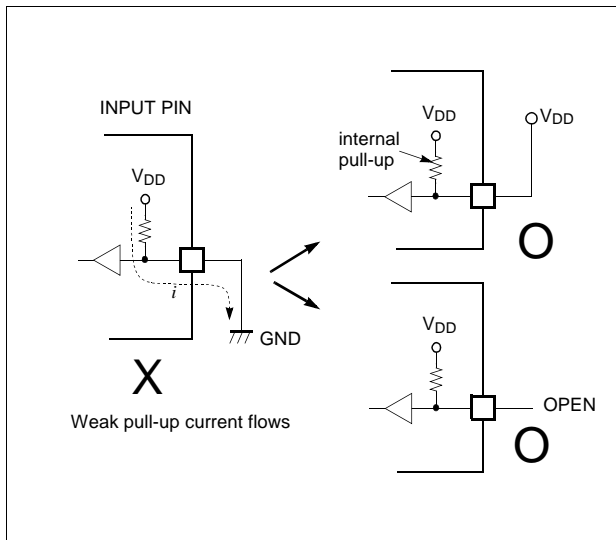 INPUT PIN
VDD
i
GND
X
Weak pull-up current flows
internal
pull-up
VDD
VDD
O
VDD
OPEN
O